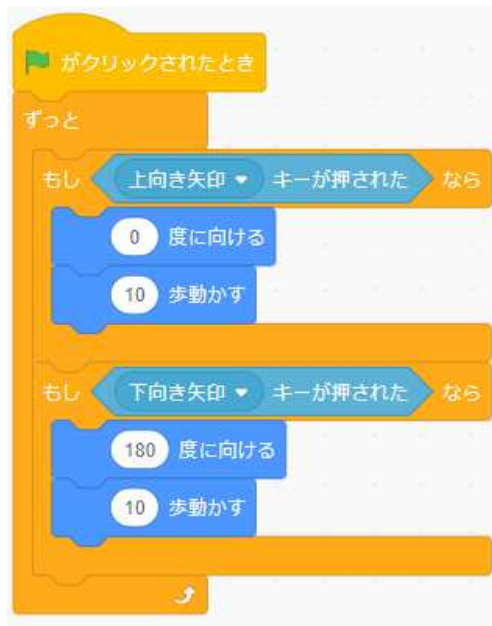 がクリックされたとき
ずっと
もし 上向き矢印 キーが押された なら
0 度に向ける
10 歩動かす
もし 下向き矢印 キーが押された なら
180 度に向ける
10 歩動かす